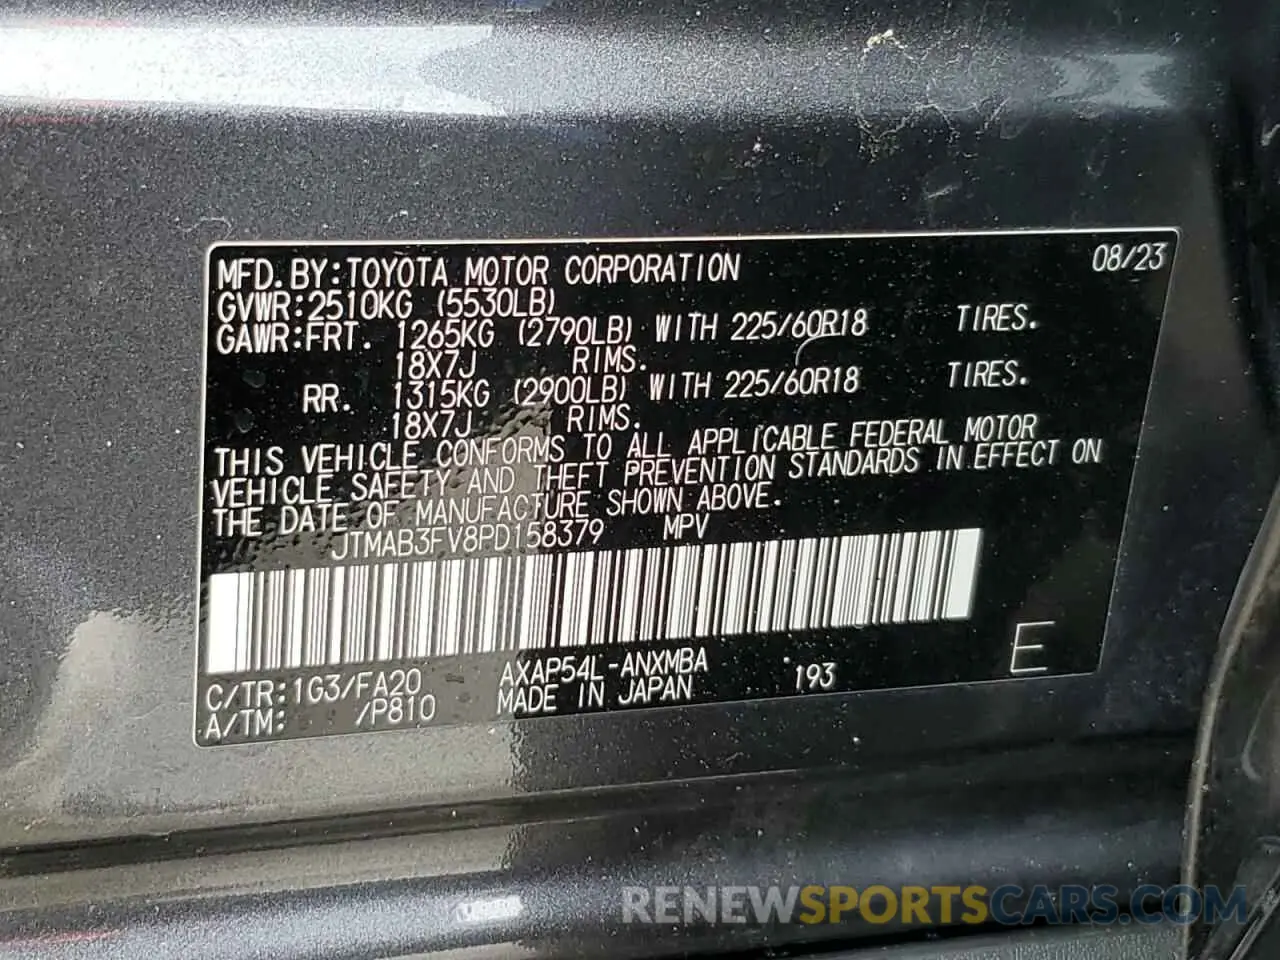 08/23
MFD. BY: TOYOTA MOTOR CORPORATION
GVWR: 2510KG (5530LB)
GAWR: FRT. 1265KG (2790LB) WITH 225/60R18 TIRES.
18X7J RIMS.
RR. 1315KG (2900LB) WITH 225/60R18 TIRES.
18X7J RIMS.
THIS VEHICLE CONFORMS TO ALL APPLICABLE FEDERAL MOTOR
VEHICLE SAFETY AND THEFT PREVENTION STANDARDS IN EFFECT ON
THE DATE OF MANUFACTURE SHOWN ABOVE.
JTMAB3FV8PD158379 MPV
C/TR: 1G3/FA20 AXAP54L-ANXMBA 193 E
A/TM: /P810 MADE IN JAPAN
RENEWSPORTSCARS.COM